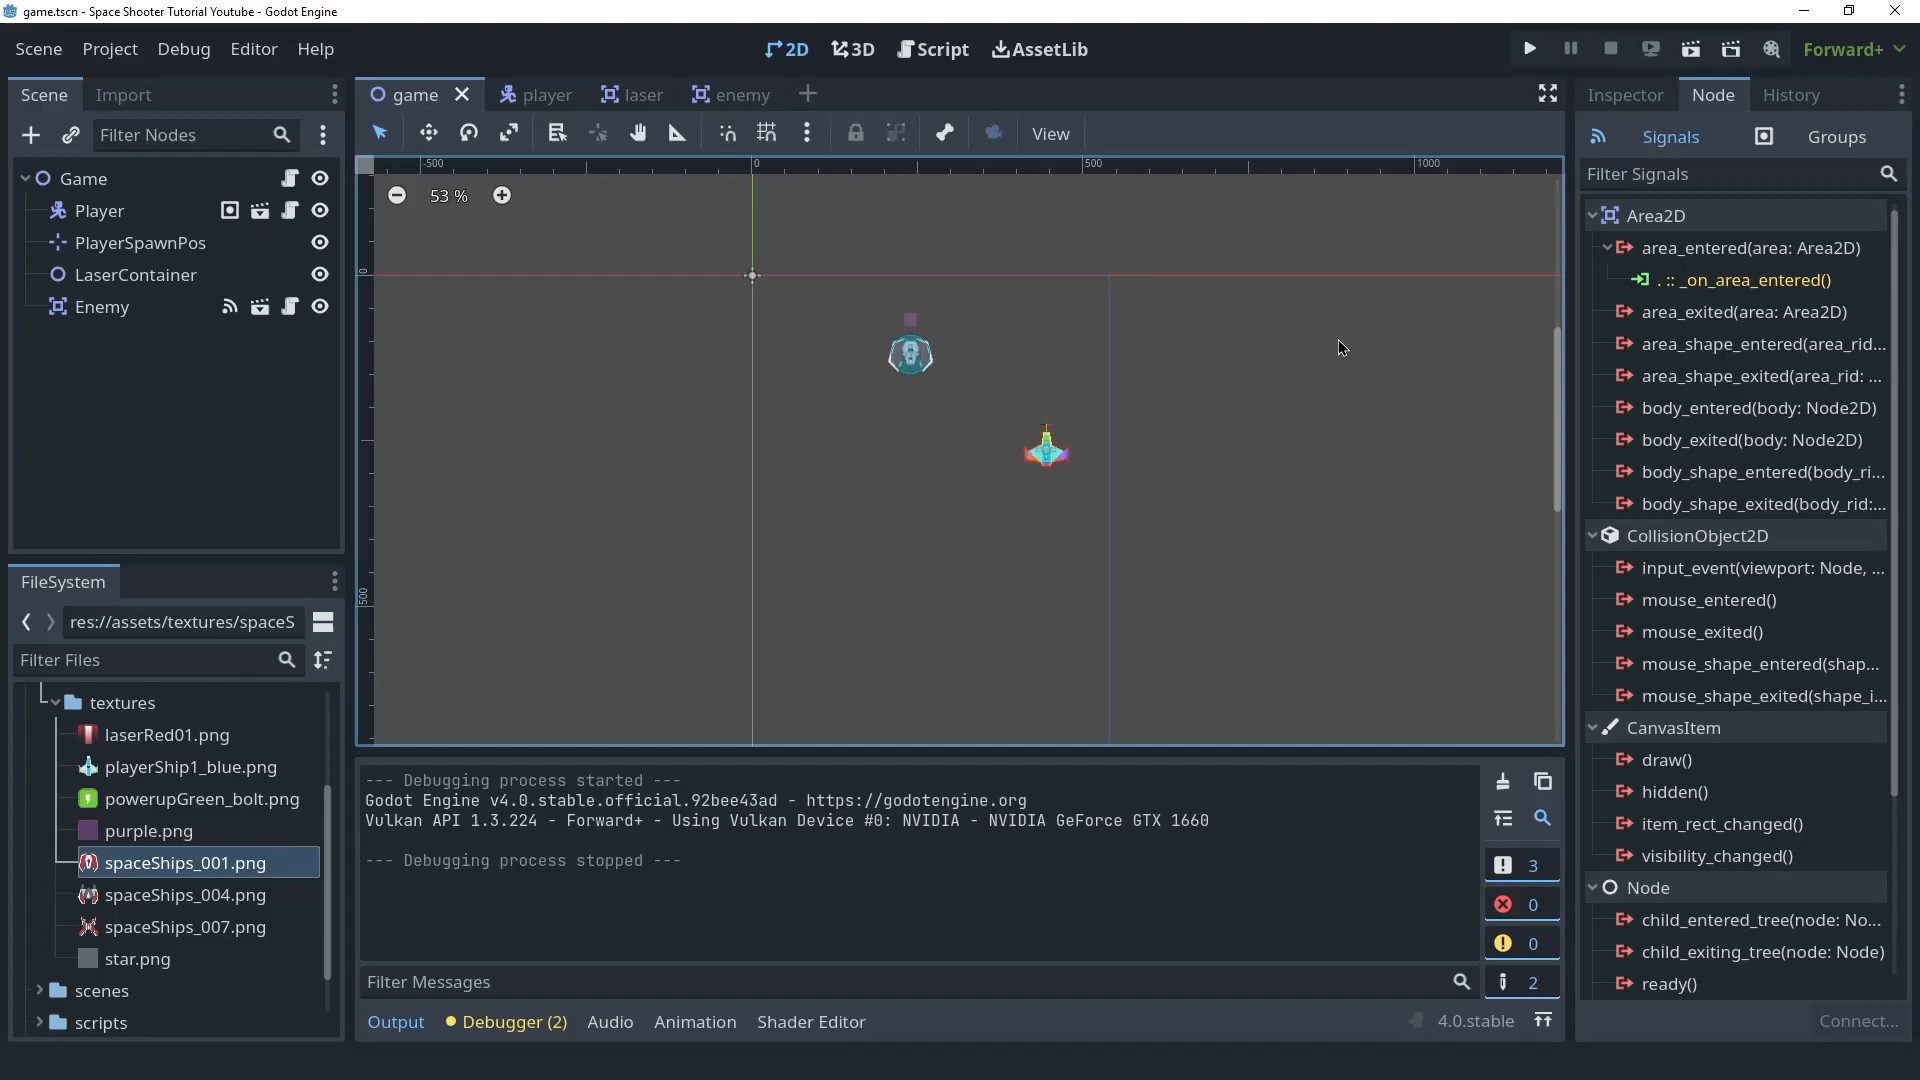 game.tscn - Space Shooter Tutorial Youtube - Godot Engine
Scene Project Debug Editor Help
2D 3D Script AssetLib
Forward+
Scene Import
Filter Nodes
Game
Player
PlayerSpawnPos
LaserContainer
Enemy
FileSystem
res://assets/textures/spaceS
Filter Files
textures
laserRed01.png
playerShip1_blue.png
powerupGreen_bolt.png
purple.png
spaceShips_001.png
spaceShips_004.png
spaceShips_007.png
star.png
scenes
scripts
game player laser enemy
View
-500 0 500 1000
53 %
0
500
--- Debugging process started ---
Godot Engine v4.0.stable.official.92bee43ad - https://godotengine.org
Vulkan API 1.3.224 - Forward+ - Using Vulkan Device #0: NVIDIA - NVIDIA GeForce GTX 1660
--- Debugging process stopped ---
3
0
0
2
Filter Messages
Output Debugger (2) Audio Animation Shader Editor
4.0.stable
Inspector Node History
Signals Groups
Filter Signals
Area2D
area_entered(area: Area2D)
. :: _on_area_entered()
area_exited(area: Area2D)
area_shape_entered(area_rid...
area_shape_exited(area_rid: ...
body_entered(body: Node2D)
body_exited(body: Node2D)
body_shape_entered(body_ri...
body_shape_exited(body_rid:...
CollisionObject2D
input_event(viewport: Node, ...
mouse_entered()
mouse_exited()
mouse_shape_entered(shap...
mouse_shape_exited(shape_i...
CanvasItem
draw()
hidden()
item_rect_changed()
visibility_changed()
Node
child_entered_tree(node: No...
child_exiting_tree(node: Node)
ready()
Connect...